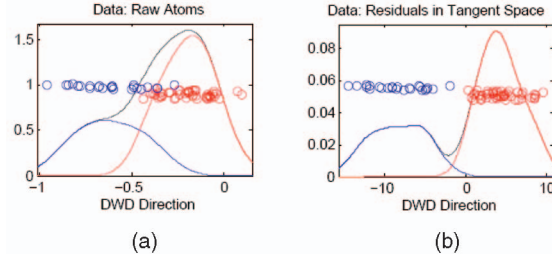 Data: Raw Atoms
1.5
1
0.5
0
-1
-0.5
0
DWD Direction
(a)
Data: Residuals in Tangent Space
0.08
0.06
0.04
0.02
0
-10
0
10
DWD Direction
(b)